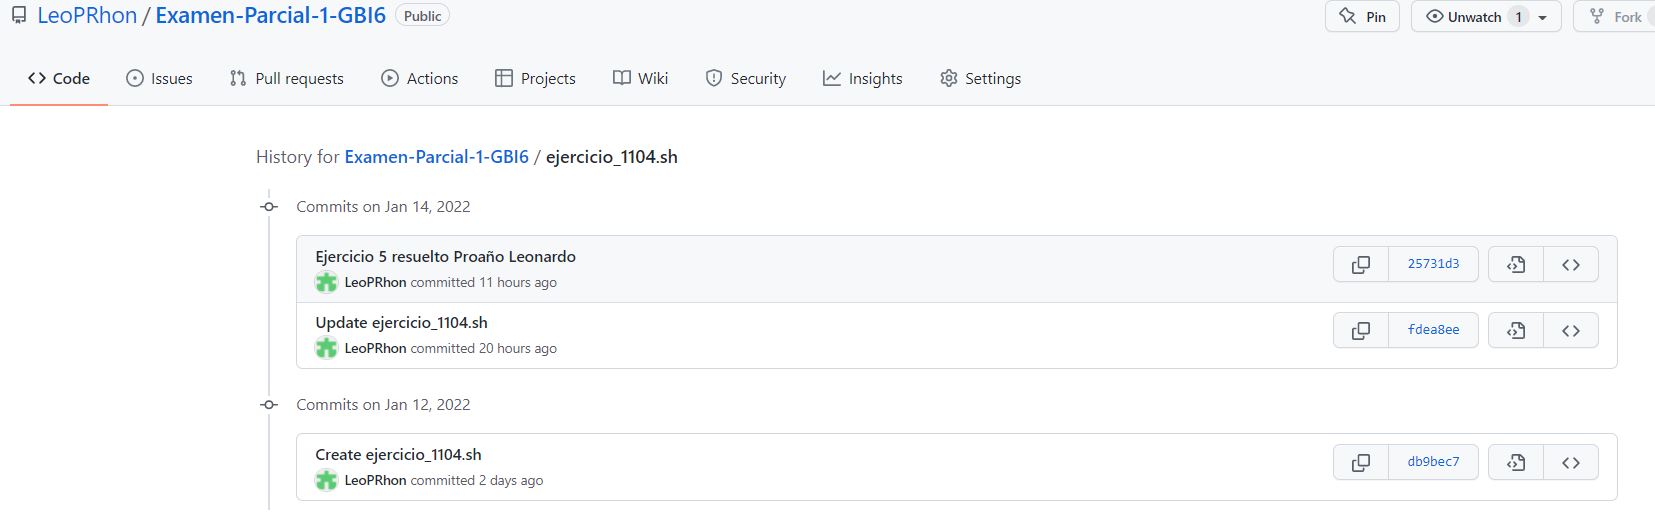 LeoPRhon / Examen-Parcial-1-GBI6 Public Pin Unwatch 1 Fork
Code Issues Pull requests Actions Projects Wiki Security Insights Settings
History for Examen-Parcial-1-GBI6 / ejercicio_1104.sh
Commits on Jan 14, 2022
Ejercicio 5 resuelto Proaño Leonardo
LeoPRhon committed 11 hours ago
25731d3
Update ejercicio_1104.sh
LeoPRhon committed 20 hours ago
fdea8ee
Commits on Jan 12, 2022
Create ejercicio_1104.sh
LeoPRhon committed 2 days ago
db9bec7